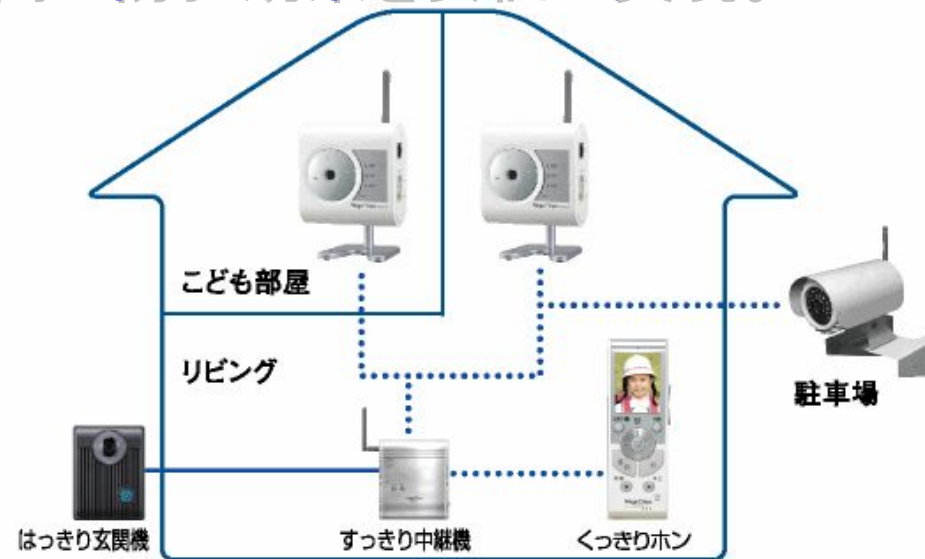 こども部屋
リビング
駐車場
はっきり玄関機
すっきり中継機
くっきりホン